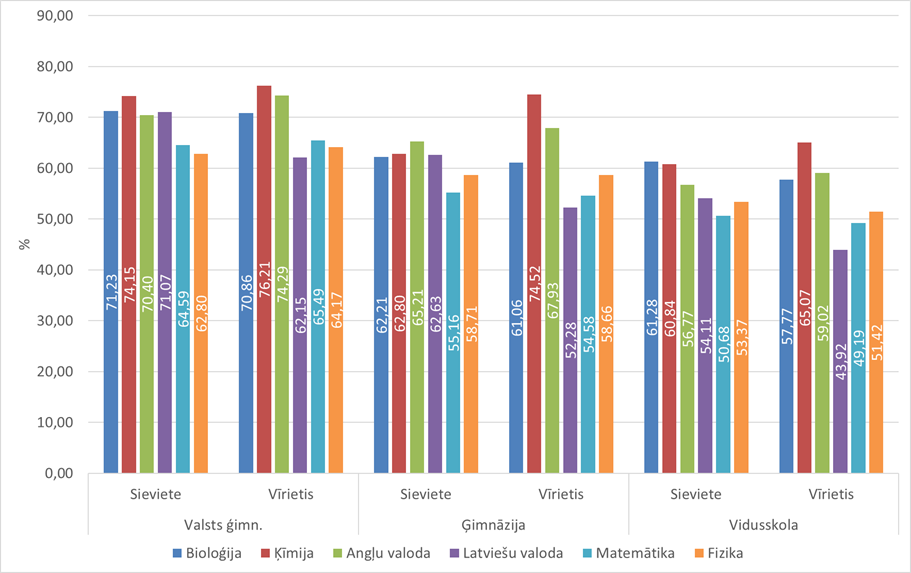 90,00
80,00
70,00
60,00
50,00
40,00
30,00
20,00
10,00
0,00
%
71,23 74,15 70,40 71,07 64,59 62,80
70,86 76,21 74,29 62,15 65,49 64,17
62,21 62,80 65,21 62,63 55,16 58,71
61,06 74,52 67,93 52,28 54,58 58,66
61,28 60,84 56,77 54,11 50,68 53,37
57,77 65,07 59,02 43,92 49,19 51,42
Sieviete Vīrietis Sieviete Vīrietis Sieviete Vīrietis
Valsts ģimn. Ģimnāzija Vidusskola
Bioloģija Ķīmija Angļu valoda Latviešu valoda Matemātika Fizika